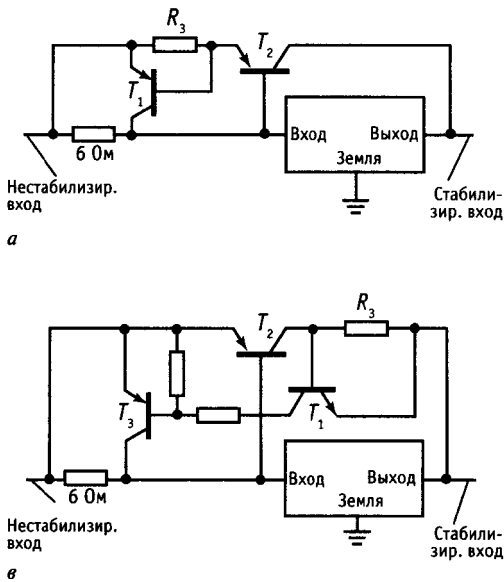 R3
T2
T1
6 Ом
Вход
Выход
Земля
Нестабилизир.
вход
Стабили-
зир. вход
а
T2
R3
T3
T1
6 Ом
Вход
Выход
Земля
Нестабилизир.
вход
Стабили-
зир. вход
в